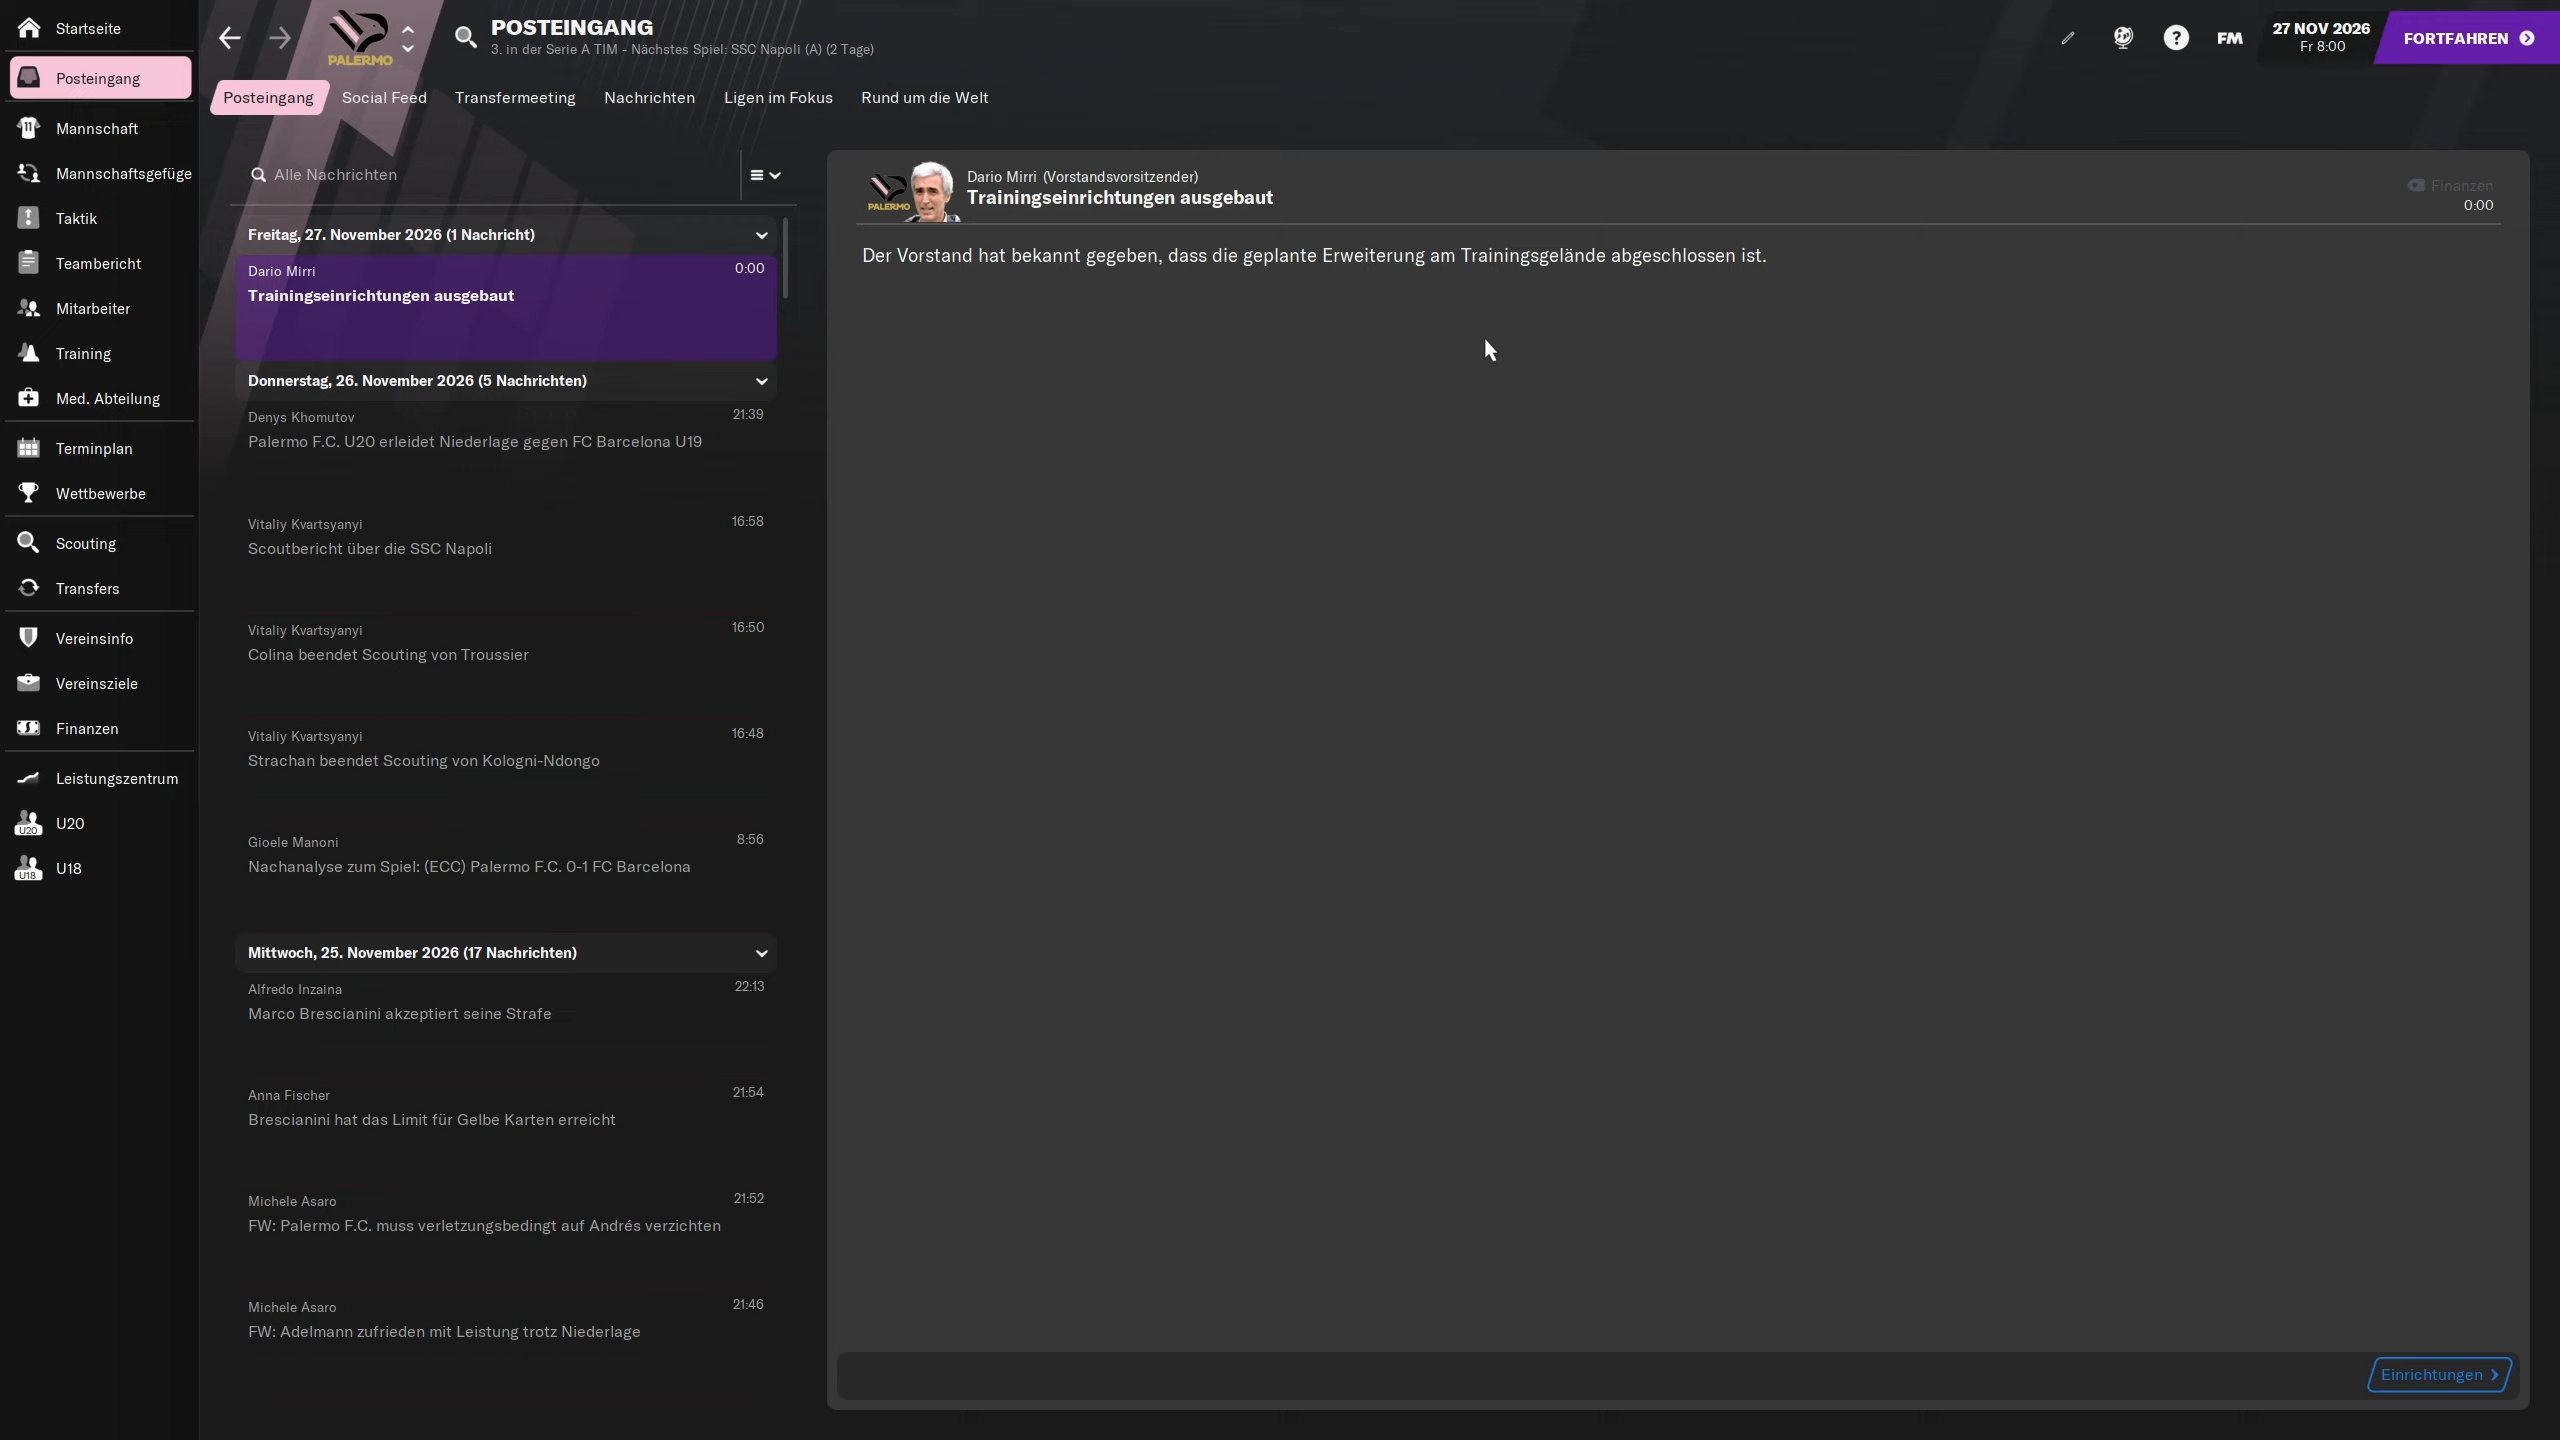 Startseite
Posteingang
Mannschaft
Mannschaftsgefüge
Taktik
Teambericht
Mitarbeiter
Training
Med. Abteilung
Terminplan
Wettbewerbe
Scouting
Transfers
Vereinsinfo
Vereinsziele
Finanzen
Leistungszentrum
U20
U20
U18
U18
PALERMO
POSTEINGANG
3. in der Serie A TIM - Nächstes Spiel: SSC Napoli (A) (2 Tage)
?
FM
27 NOV 2026
Fr 8:00
FORTFAHREN
Posteingang
Social Feed
Transfermeeting
Nachrichten
Ligen im Fokus
Rund um die Welt
Alle Nachrichten
Freitag, 27. November 2026 (1 Nachricht)
Dario Mirri
0:00
Trainingseinrichtungen ausgebaut
Donnerstag, 26. November 2026 (5 Nachrichten)
Denys Khomutov
21:39
Palermo F.C. U20 erleidet Niederlage gegen FC Barcelona U19
Vitaliy Kvartsyanyi
16:58
Scoutbericht über die SSC Napoli
Vitaliy Kvartsyanyi
16:50
Colina beendet Scouting von Troussier
Vitaliy Kvartsyanyi
16:48
Strachan beendet Scouting von Kologni-Ndongo
Gioele Manoni
8:56
Nachanalyse zum Spiel: (ECC) Palermo F.C. 0-1 FC Barcelona
Mittwoch, 25. November 2026 (17 Nachrichten)
Alfredo Inzaina
22:13
Marco Brescianini akzeptiert seine Strafe
Anna Fischer
21:54
Brescianini hat das Limit für Gelbe Karten erreicht
Michele Asaro
21:52
FW: Palermo F.C. muss verletzungsbedingt auf Andrés verzichten
Michele Asaro
21:46
FW: Adelmann zufrieden mit Leistung trotz Niederlage
PALERMO
Dario Mirri (Vorstandsvorsitzender)
Trainingseinrichtungen ausgebaut
Finanzen
0:00
Der Vorstand hat bekannt gegeben, dass die geplante Erweiterung am Trainingsgelände abgeschlossen ist.
Einrichtungen